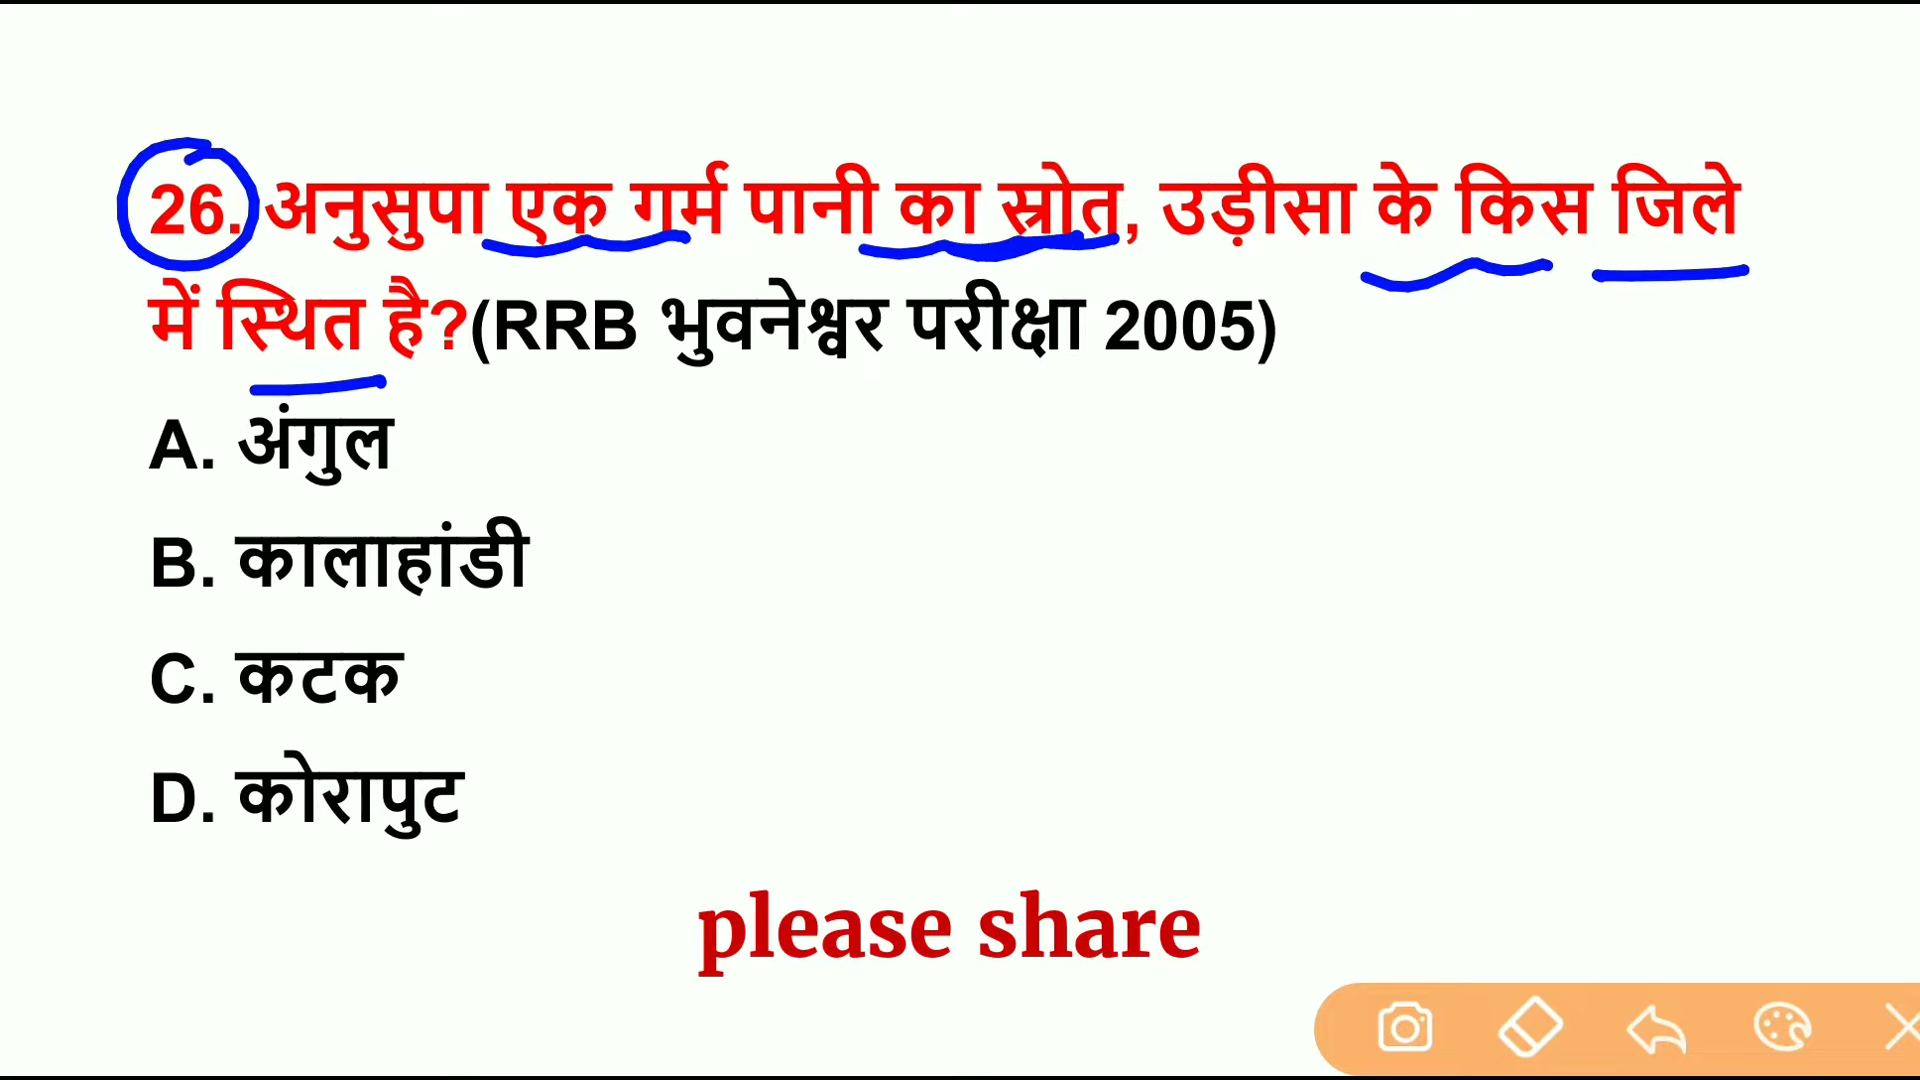 26. अनुसुपा एक गर्म पानी का स्रोत, उड़ीसा के किस जिले
में स्थित है?(RRB भुवनेश्वर परीक्षा 2005)
A. अंगुल
B. कालाहांडी
C. कटक
D. कोरापुट
please share